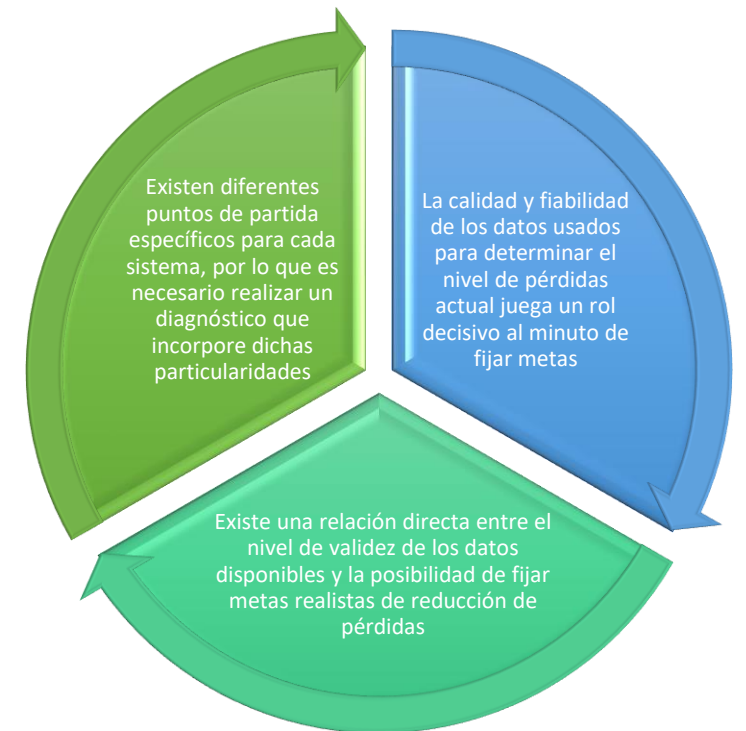 Existen diferentes
puntos de partida
específicos para cada
sistema, por lo que es
necesario realizar un
diagnóstico que
incorpore dichas
particularidades
La calidad y fiabilidad
de los datos usados
para determinar el
nivel de pérdidas
actual juega un rol
decisivo al minuto de
fijar metas
Existe una relación directa entre el
nivel de validez de los datos
disponibles y la posibilidad de fijar
metas realistas de reducción de
pérdidas